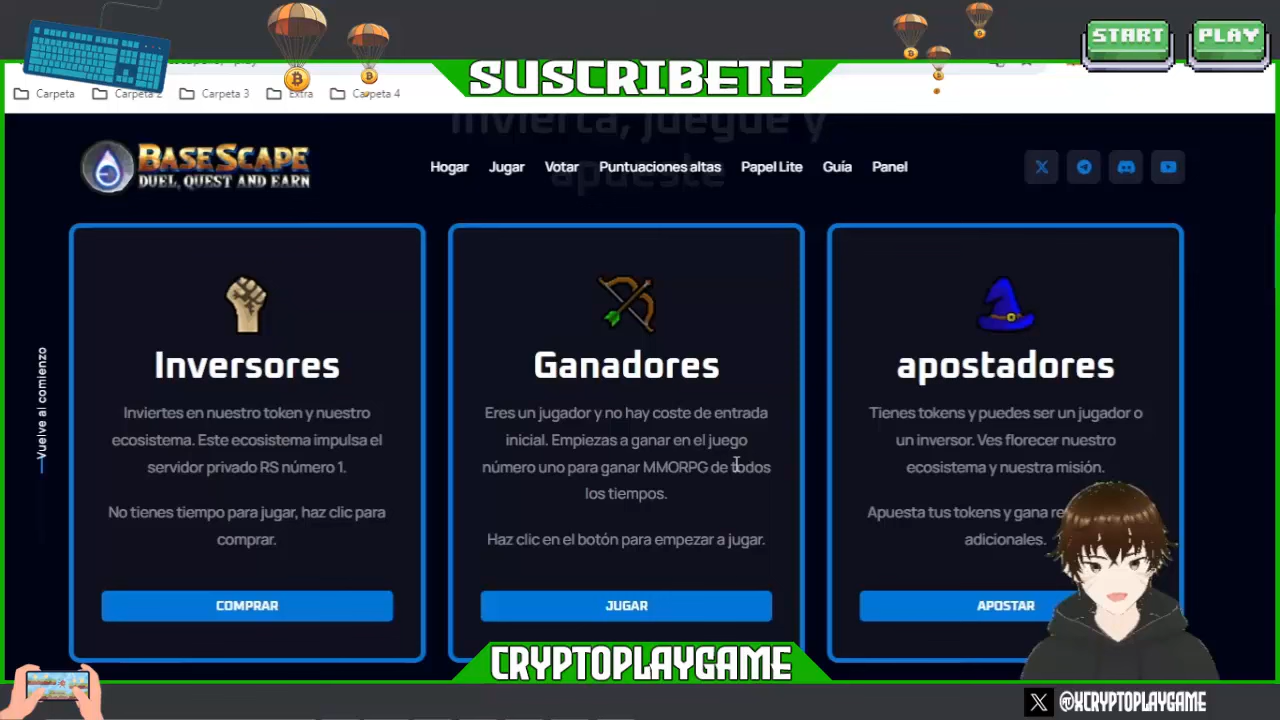 START
PLAY
SUSCRIBETE
Carpeta
Carpeta 2
Carpeta 3
Extra
Carpeta 4
Invierta, juegue y
apueste
BASESCAPE
DUEL, QUEST AND EARN
Hogar
Jugar
Votar
Puntuaciones altas
Papel Lite
Guía
Panel
Vuelve al comienzo
Inversores
Inviertes en nuestro token y nuestro
ecosistema. Este ecosistema impulsa el
servidor privado RS número 1.
No tienes tiempo para jugar, haz clic para
comprar.
COMPRAR
Ganadores
Eres un jugador y no hay coste de entrada
inicial. Empiezas a ganar en el juego
número uno para ganar MMORPG de todos
los tiempos.
Haz clic en el botón para empezar a jugar.
JUGAR
apostadores
Tienes tokens y puedes ser un jugador o
un inversor. Ves florecer nuestro
ecosistema y nuestra misión.
Apuesta tus tokens y gana
adicionales.
APOSTAR
CRYPTOPLAYGAME
@XCRYPTOPLAYGAME